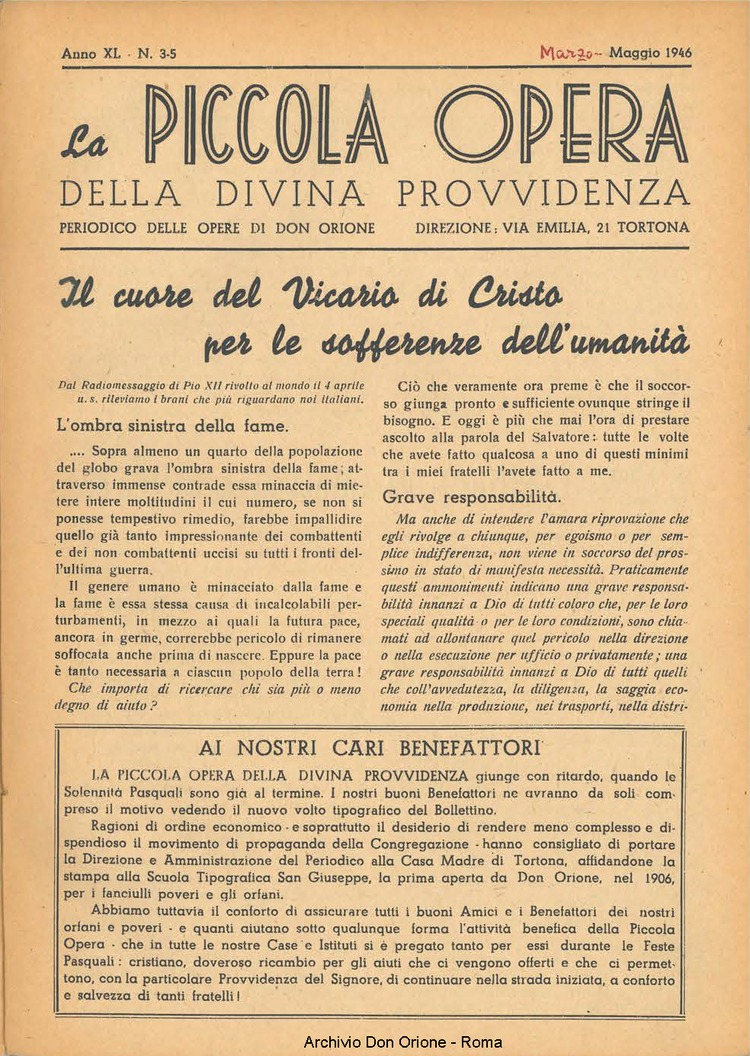 Anno XL - N. 3-5
Marzo - Maggio 1946
La PICCOLA OPERA
DELLA DIVINA PROVVIDENZA
PERIODICO DELLE OPERE DI DON ORIONE
DIREZIONE: VIA EMILIA, 21 TORTONA
Il cuore del Vicario di Cristo
per le sofferenze dell'umanità
Dal Radiomessaggio di Pio XII rivolto al mondo il 4 aprile
u. s. rileviamo i brani che più riguardano noi italiani.
L'ombra sinistra della fame.
.... Sopra almeno un quarto della popolazione
del globo grava l'ombra sinistra della fame; at-
traverso immense contrade essa minaccia di mie-
tere intere moltitudini il cui numero, se non si
ponesse tempestivo rimedio, farebbe impallidire
quello già tanto impressionante dei combattenti
e dei non combattenti uccisi su tutti i fronti del-
l'ultima guerra.
Il genere umano è minacciato dalla fame e
la fame è essa stessa causa di incalcolabili per-
turbamenti, in mezzo ai quali la futura pace,
ancora in germe, correrebbe pericolo di rimanere
soffocata anche prima di nascere. Eppure la pace
è tanto necessaria a ciascun popolo della terra!
Che importa di ricercare chi sia più o meno
degno di aiuto?
Ciò che veramente ora preme è che il soccor-
so giunga pronto e sufficiente ovunque stringe il
bisogno. E oggi è più che mai l'ora di prestare
ascolto alla parola del Salvatore: tutte le volte
che avete fatto qualcosa a uno di questi minimi
tra i miei fratelli l'avete fatto a me.
Grave responsabilità.
Ma anche di intendere l'amara riprovazione che
egli rivolge a chiunque, per egoismo o per sem-
plice indifferenza, non viene in soccorso del pros-
simo in stato di manifesta necessità. Praticamente
questi ammonimenti indicano una grave responsa-
bilità innanzi a Dio di tutti coloro che, per le loro
speciali qualità o per le loro condizioni, sono chia-
mati ad allontanare quel pericolo nella direzione
o nella esecuzione per ufficio o privatamente; una
grave responsabilità innanzi a Dio di tutti quelli
che coll'avvedutezza, la diligenza, la saggia eco-
nomia nella produzione, nei trasporti, nella distri-
AI NOSTRI CARI BENEFATTORI
LA PICCOLA OPERA DELLA DIVINA PROVVIDENZA giunge con ritardo, quando le
Solennità Pasquali sono già al termine. I nostri buoni Benefattori ne avranno da soli com-
preso il motivo vedendo il nuovo volto tipografico del Bollettino.
Ragioni di ordine economico - e soprattutto il desiderio di rendere meno complesso e di-
spendioso il movimento di propaganda della Congregazione - hanno consigliato di portare
la Direzione e Amministrazione del Periodico alla Casa Madre di Tortona, affidandone la
stampa alla Scuola Tipografica San Giuseppe, la prima aperta da Don Orione, nel 1906,
per i fanciulli poveri e gli orfani.
Abbiamo tuttavia il conforto di assicurare tutti i buoni Amici e i Benefattori dei nostri
orfani e poveri - e quanti aiutano sotto qualunque forma l'attività benefica della Piccola
Opera - che in tutte le nostre Case e Istituti si è pregato tanto per essi durante le Feste
Pasquali: cristiano, doveroso ricambio per gli aiuti che ci vengono offerti e che ci permet-
tono, con la particolare Provvidenza del Signore, di continuare nella strada iniziata, a conforto
e salvezza di tanti fratelli!
Archivio Don Orione - Roma